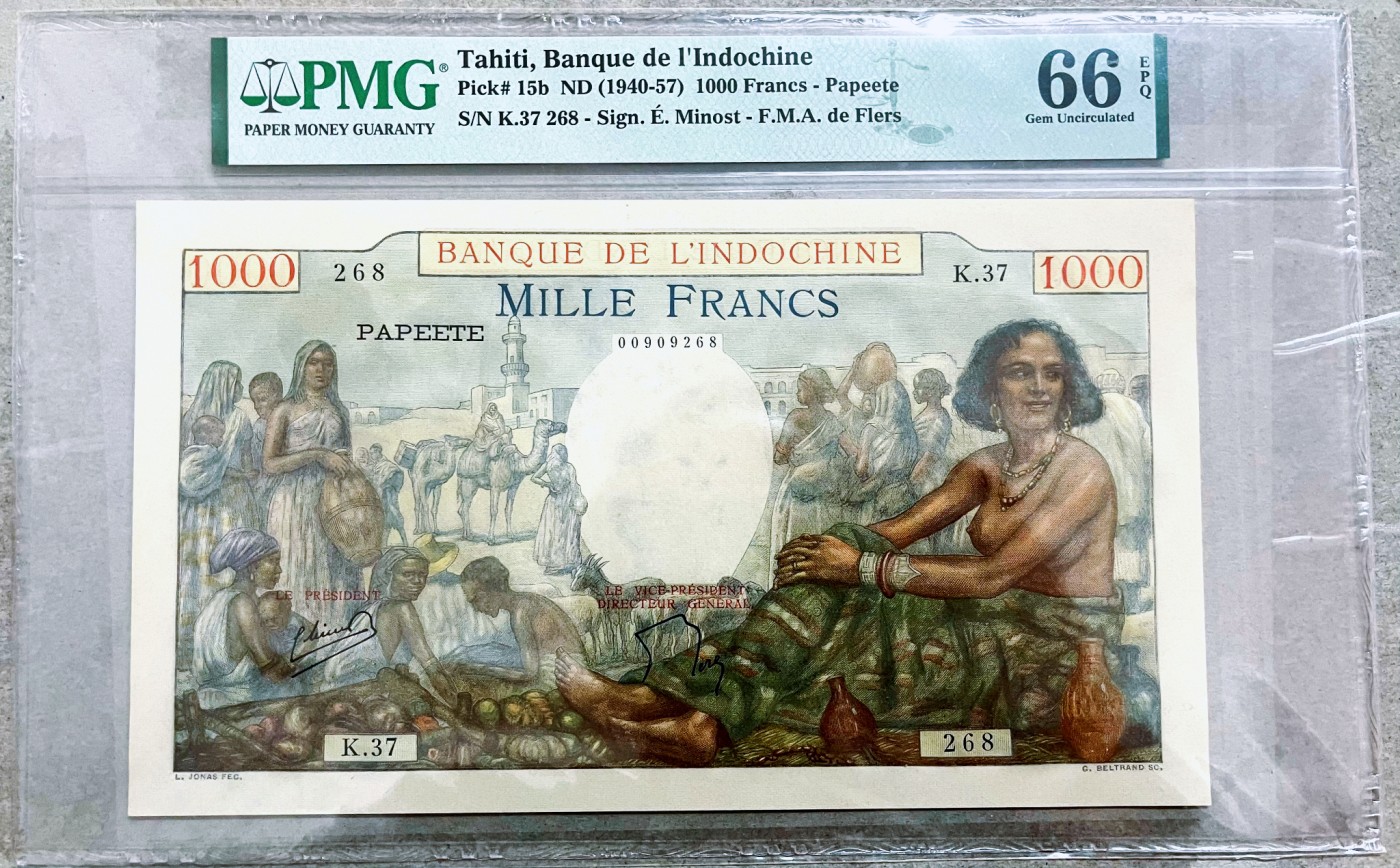 PMG®
PAPER MONEY GUARANTY
Tahiti, Banque de l'Indochine
Pick# 15b ND (1940-57) 1000 Francs - Papeete
S/N K.37 268 - Sign. É. Minost - F.M.A. de Flers
66 EPQ
Gem Uncirculated
BANQUE DE L'INDOCHINE
1000 268 K.37 1000
MILLE FRANCS
PAPEETE
00909268
LE PRÉSIDENT
LE VICE-PRÉSIDENT
DIRECTEUR GÉNÉRAL
K.37 268
L. JONAS FEC. C. BELTRAND SC.